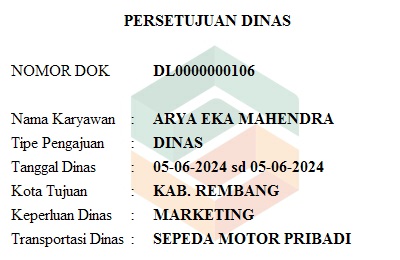 PERSETUJUAN DINAS
NOMOR DOK DL0000000106
Nama Karyawan : ARYA EKA MAHENDRA
Tipe Pengajuan : DINAS
Tanggal Dinas : 05-06-2024 sd 05-06-2024
Kota Tujuan : KAB. REMBANG
Keperluan Dinas : MARKETING
Transportasi Dinas : SEPEDA MOTOR PRIBADI